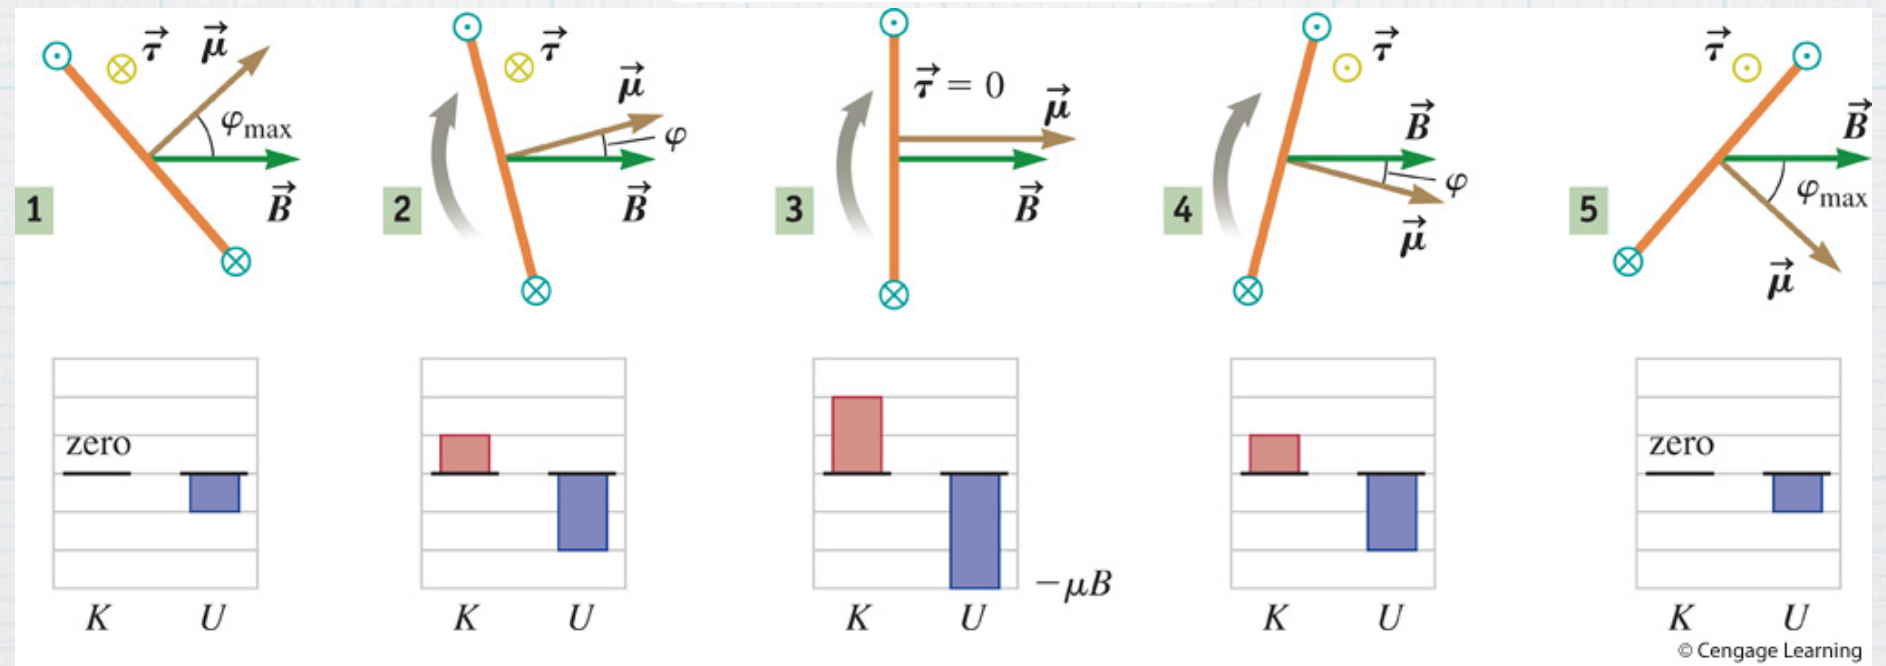 τ⃗ μ⃗
φmax
B⃗
1
τ⃗
μ⃗
φ
B⃗
2
τ⃗ = 0
μ⃗
B⃗
3
τ⃗
B⃗
φ
μ⃗
4
τ⃗
B⃗
φmax
μ⃗
5
zero
K U
K U
−μB
K U
K U
zero
K U
© Cengage Learning